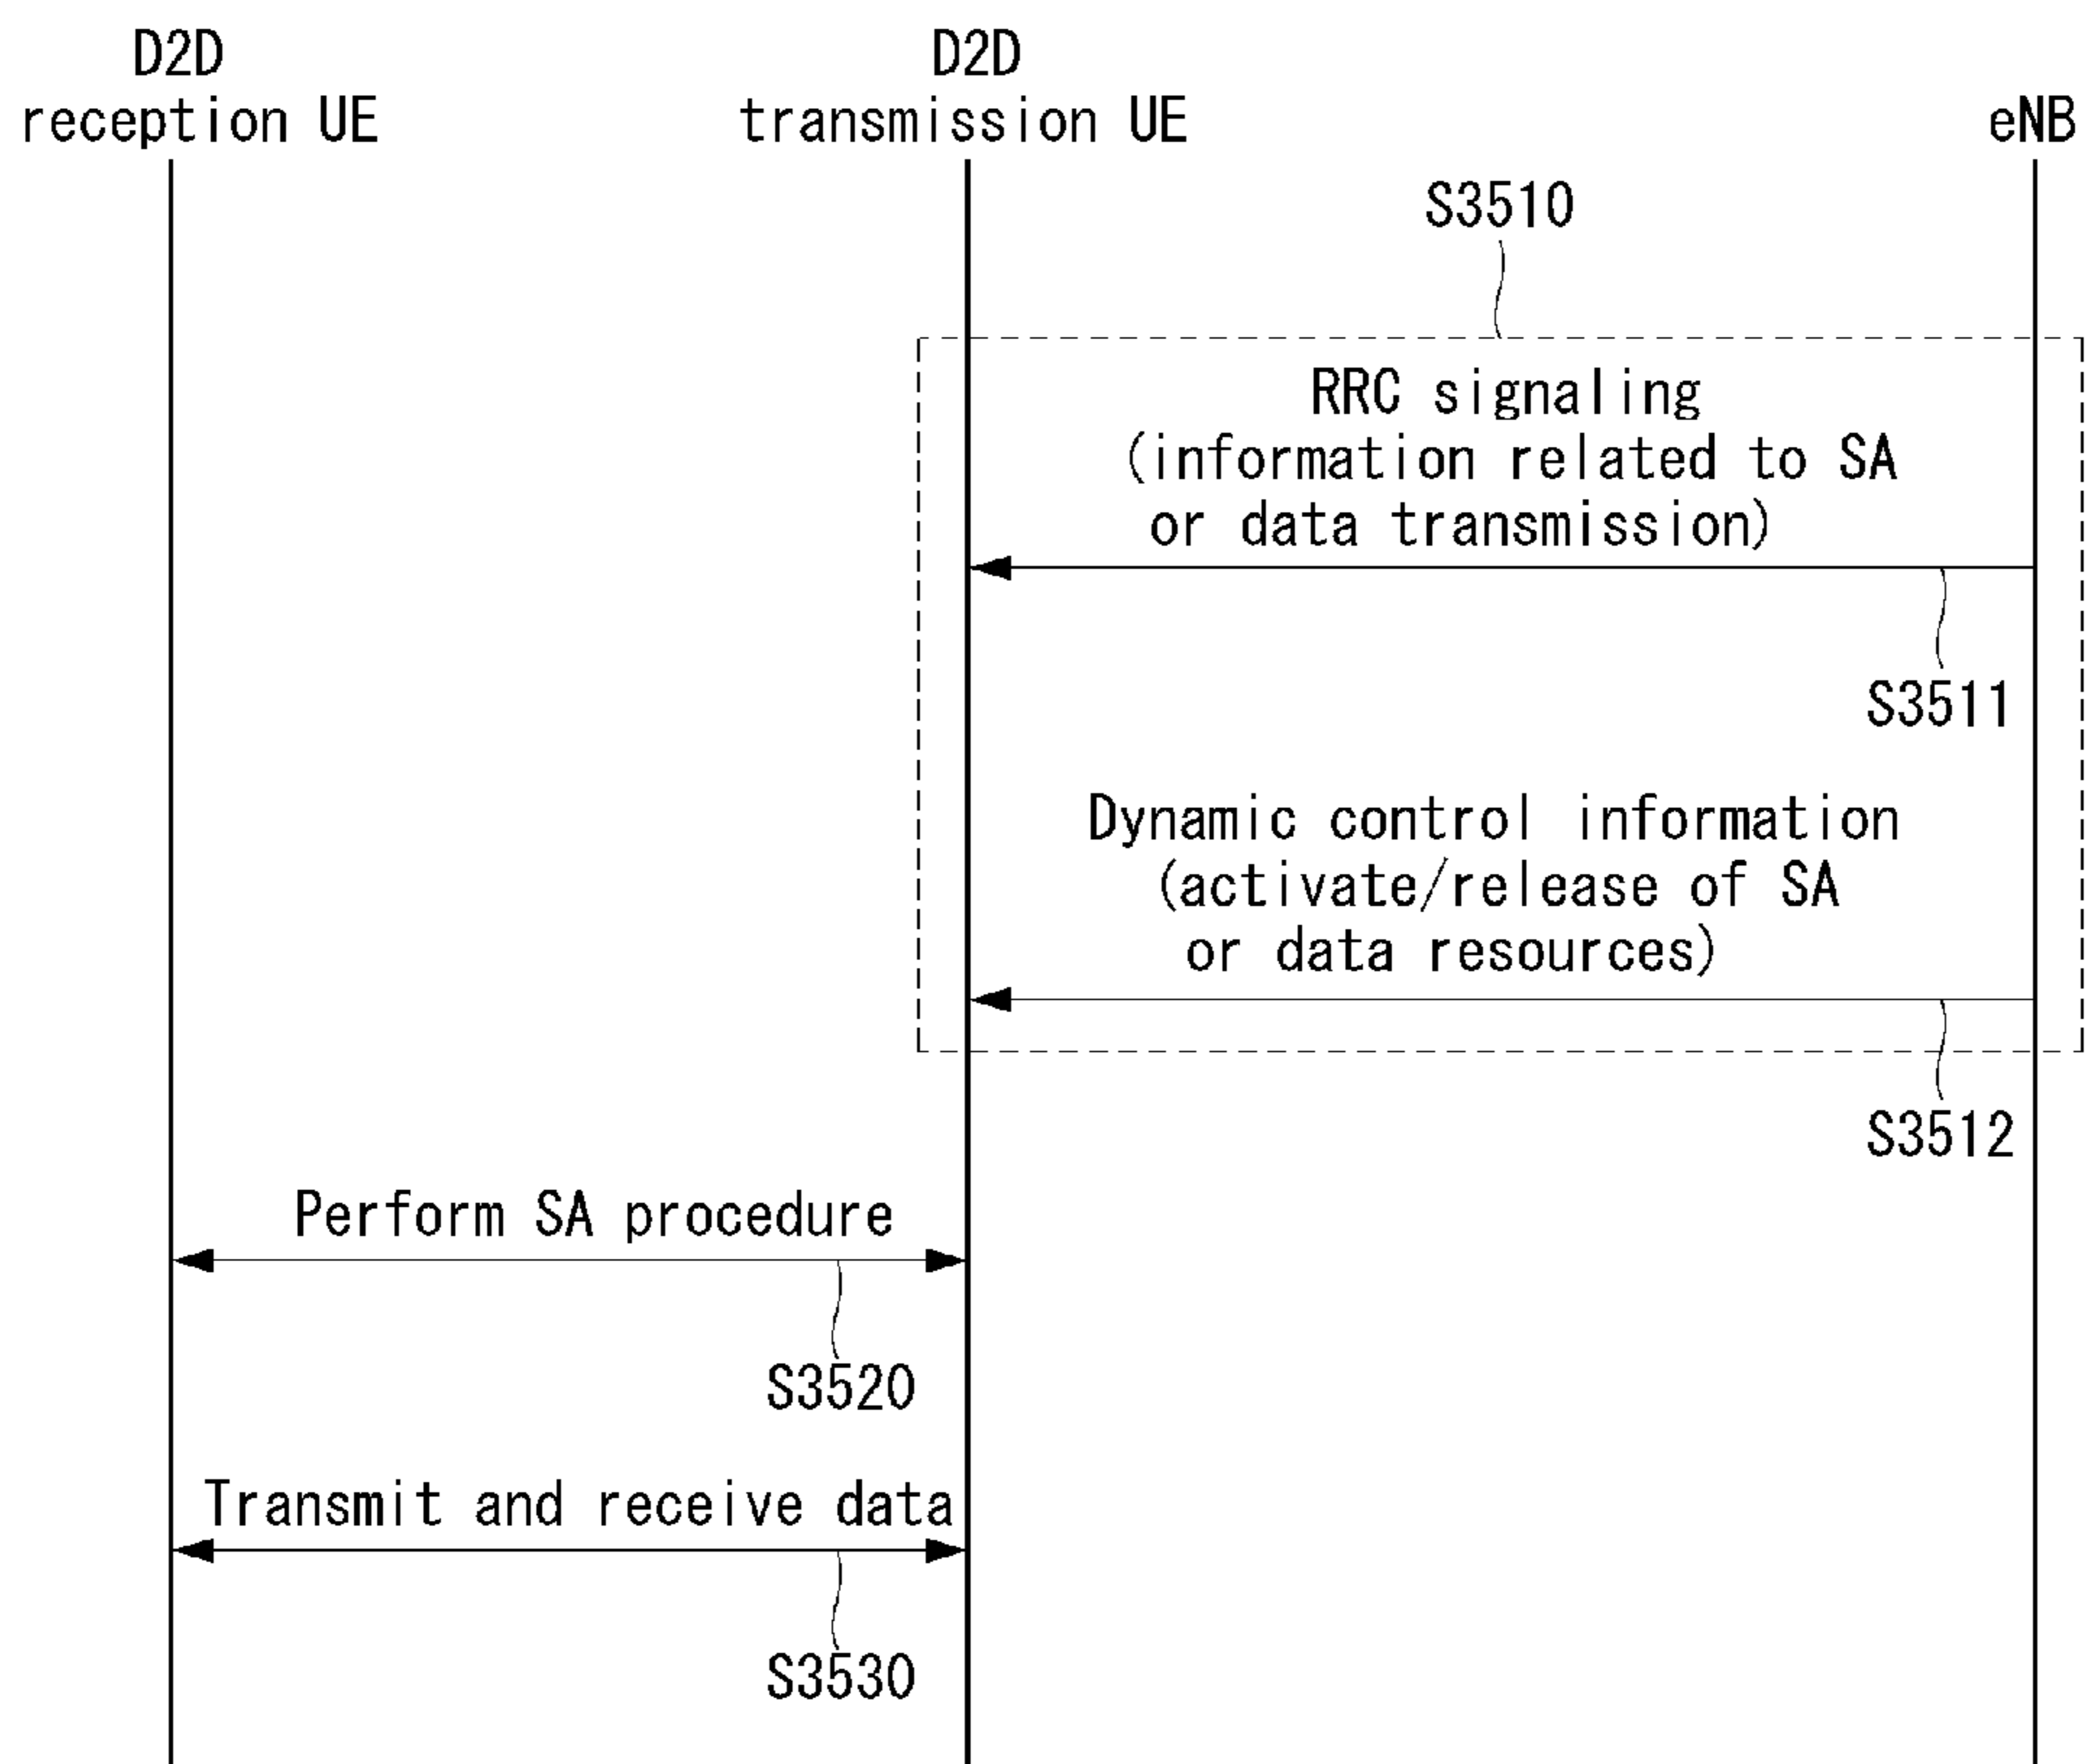 D2D
reception UE
D2D
transmission UE
eNB
S3510
RRC signaling
(information related to SA
or data transmission)
S3511
Dynamic control information
(activate/release of SA
or data resources)
S3512
Perform SA procedure
S3520
Transmit and receive data
S3530